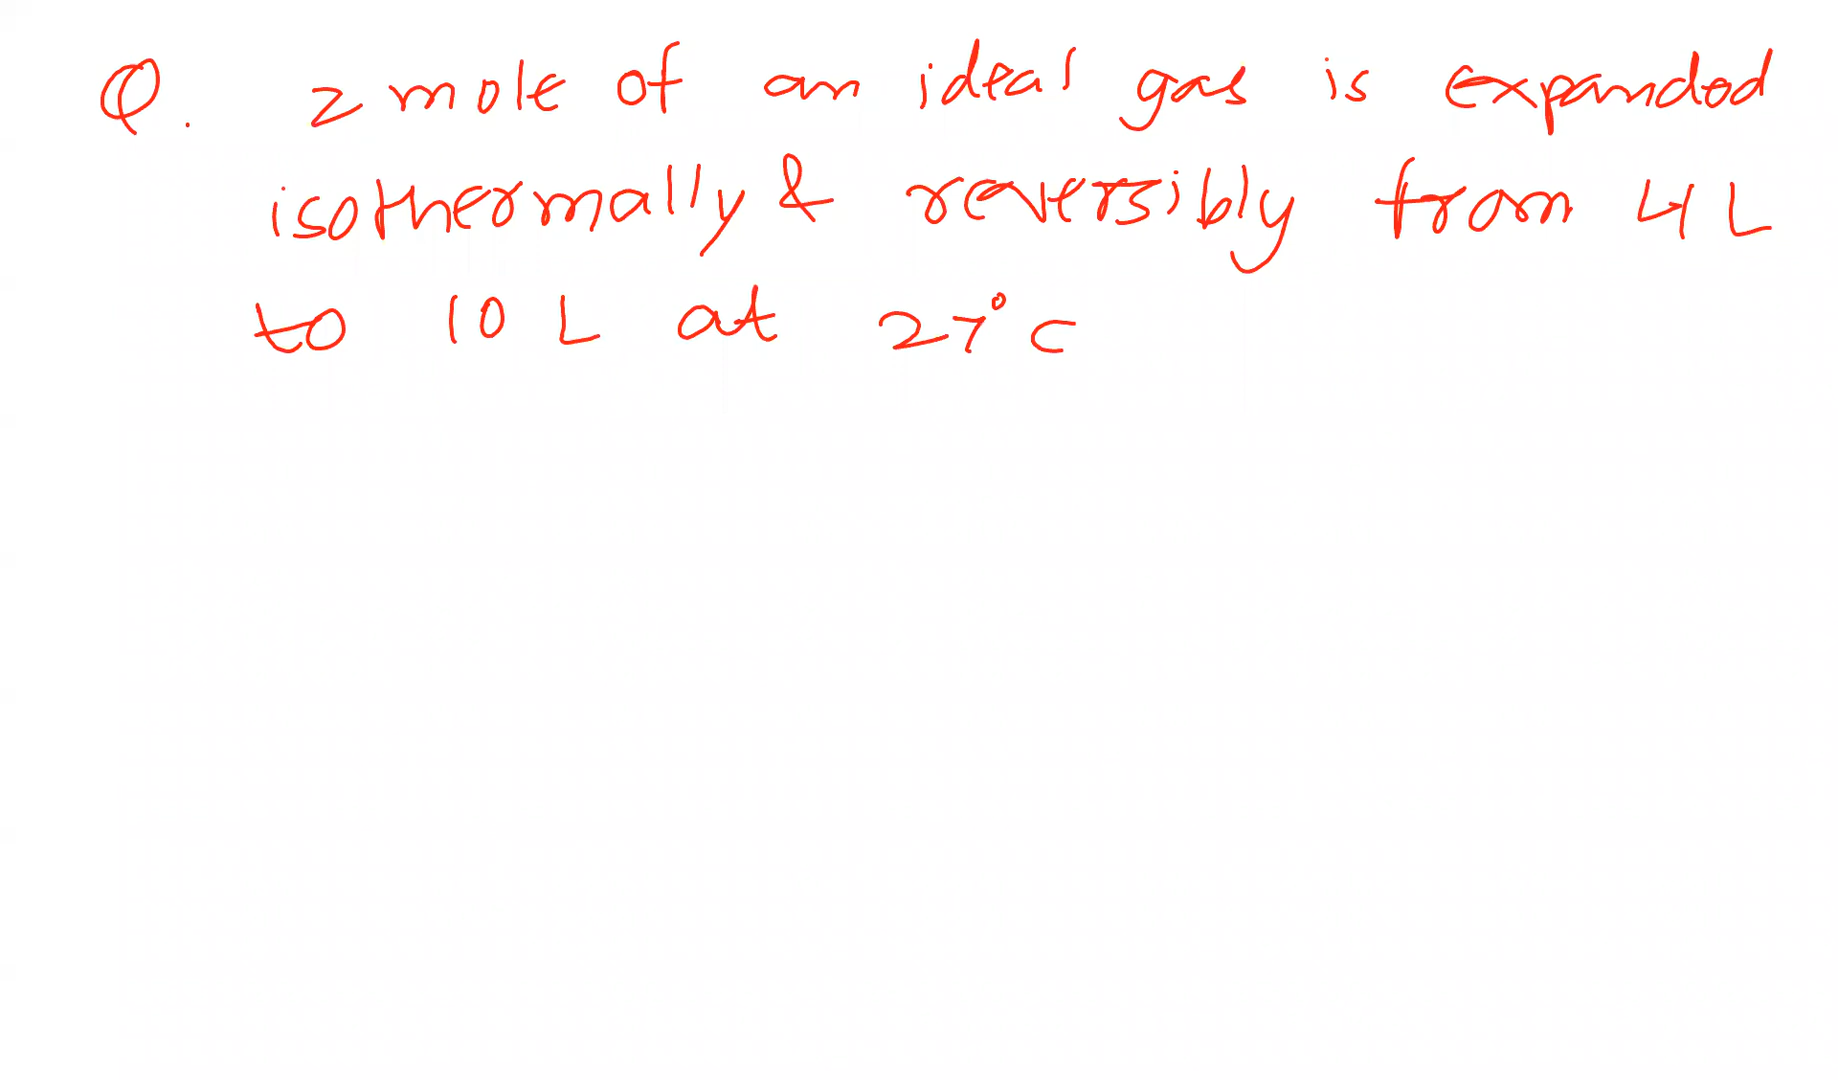 Q. 2 mole of an ideal gas is expanded
isothermally & reversibly from 4 L
to 10 L at 27°C